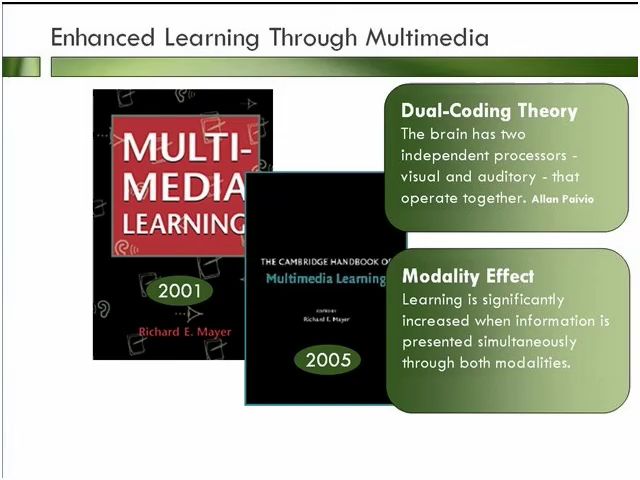 Enhanced Learning Through Multimedia
MULTI-
MEDIA
LEARNING
2001
Richard E. Mayer
THE CAMBRIDGE HANDBOOK O
Multimedia Learning
EDITED BY
Richard E. Mayer
2005
Dual-Coding Theory
The brain has two
independent processors -
visual and auditory - that
operate together. Allan Paivio
Modality Effect
Learning is significantly
increased when information is
presented simultaneously
through both modalities.